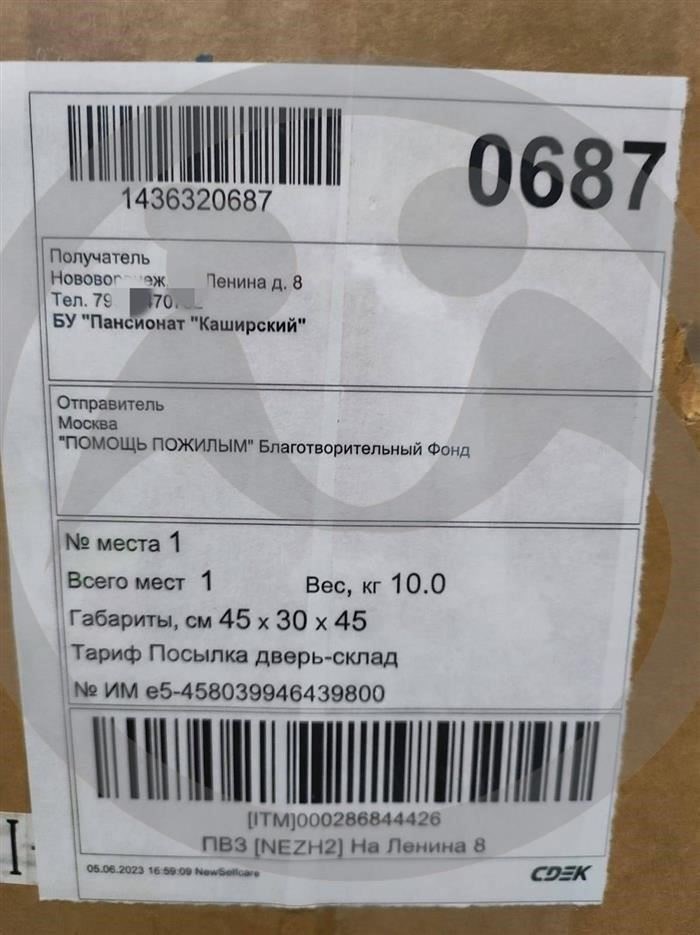 1436320687
0687
Получатель
Ленина д. 8
Тел. 79
БУ "Пансионат "Каширский"
Отправитель
Москва
"ПОМОЩЬ ПОЖИЛЫМ" Благотворительный Фонд
№ места 1
Всего мест 1 Вес, кг 10.0
Габариты, см 45 x 30 x 45
Тариф Посылка дверь-склад
№ ИМ e5-458039946439800
[ITM]000286844426
ПВЗ [NEZH2] На Ленина 8
05.06.2023 16:59:09 NewSelfcare
CDEK